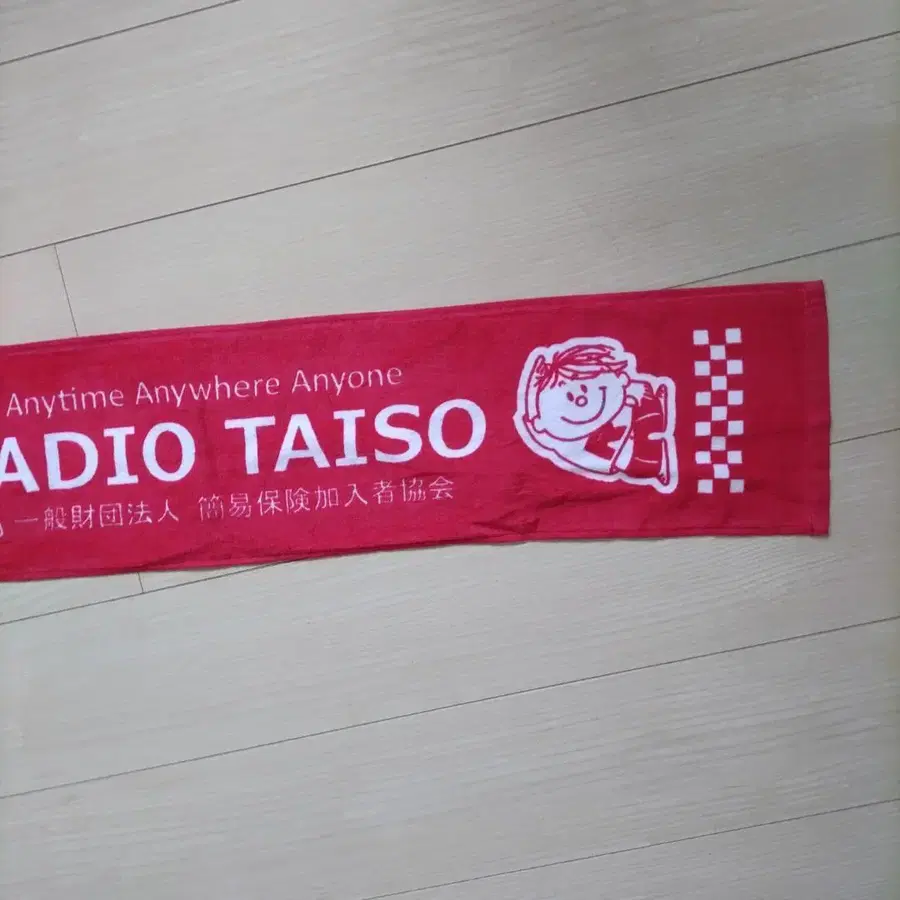 Anytime Anywhere Anyone
ADIO TAISO
一般財団法人 簡易保険加入者協会